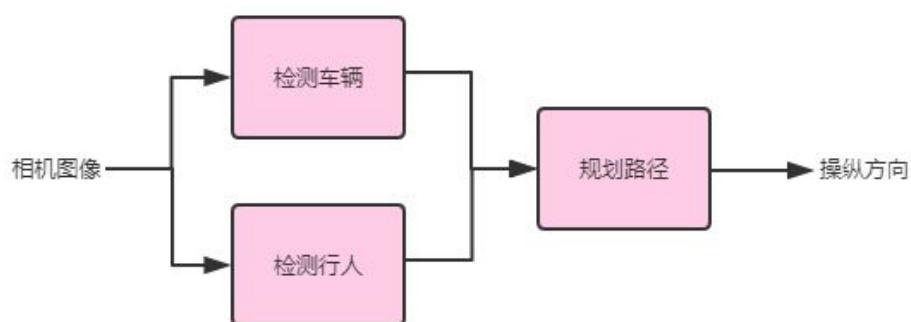 检测车辆
相机图像
规划路径
操纵方向
检测行人